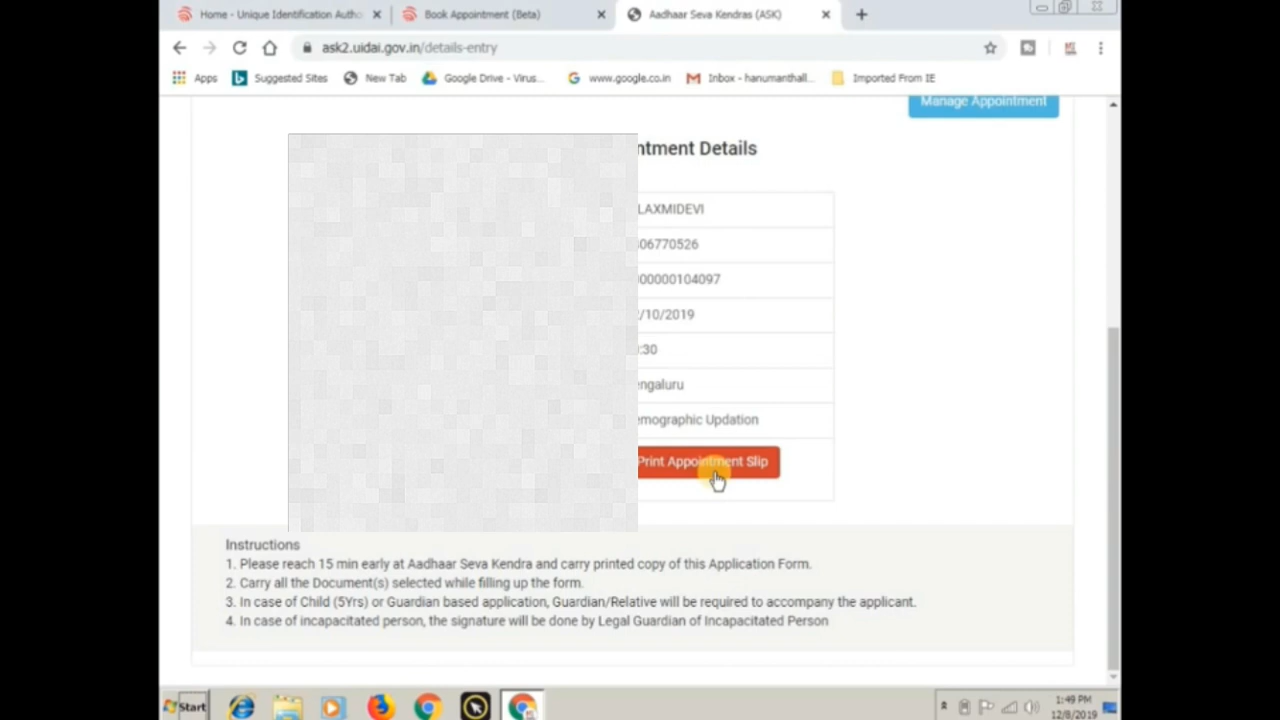 Home - Unique Identification Autho
Book Appointment (Beta)
Aadhaar Seva Kendras (ASK)
ask2.uidai.gov.in/details-entry
Apps
Suggested Sites
New Tab
Google Drive - Virus...
www.google.co.in
Inbox - hanumanthall...
Imported From IE
Manage Appointment
ntment Details
LAXMIDEVI
06770526
000000104097
/10/2019
:30
engaluru
emographic Updation
Print Appointment Slip
Instructions
1. Please reach 15 min early at Aadhaar Seva Kendra and carry printed copy of this Application Form.
2. Carry all the Document(s) selected while filling up the form.
3. In case of Child (5Yrs) or Guardian based application, Guardian/Relative will be required to accompany the applicant.
4. In case of incapacitated person, the signature will be done by Legal Guardian of Incapacitated Person
Start
1:49 PM
12/8/2019